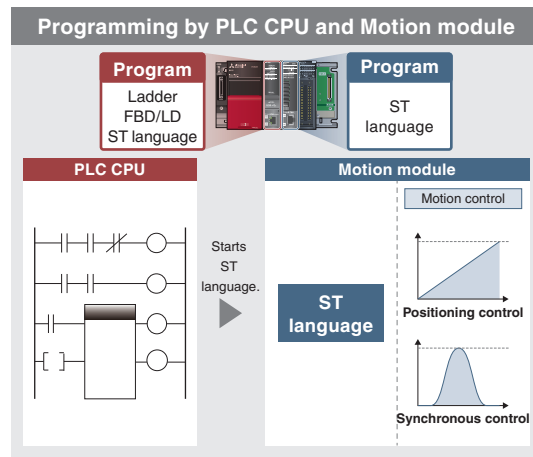 Programming by PLC CPU and Motion module
Program
Ladder
FBD/LD
ST language
Program
ST
language
PLC CPU
Starts
ST
language.
Motion module
ST
language
Motion control
Positioning control
Synchronous control